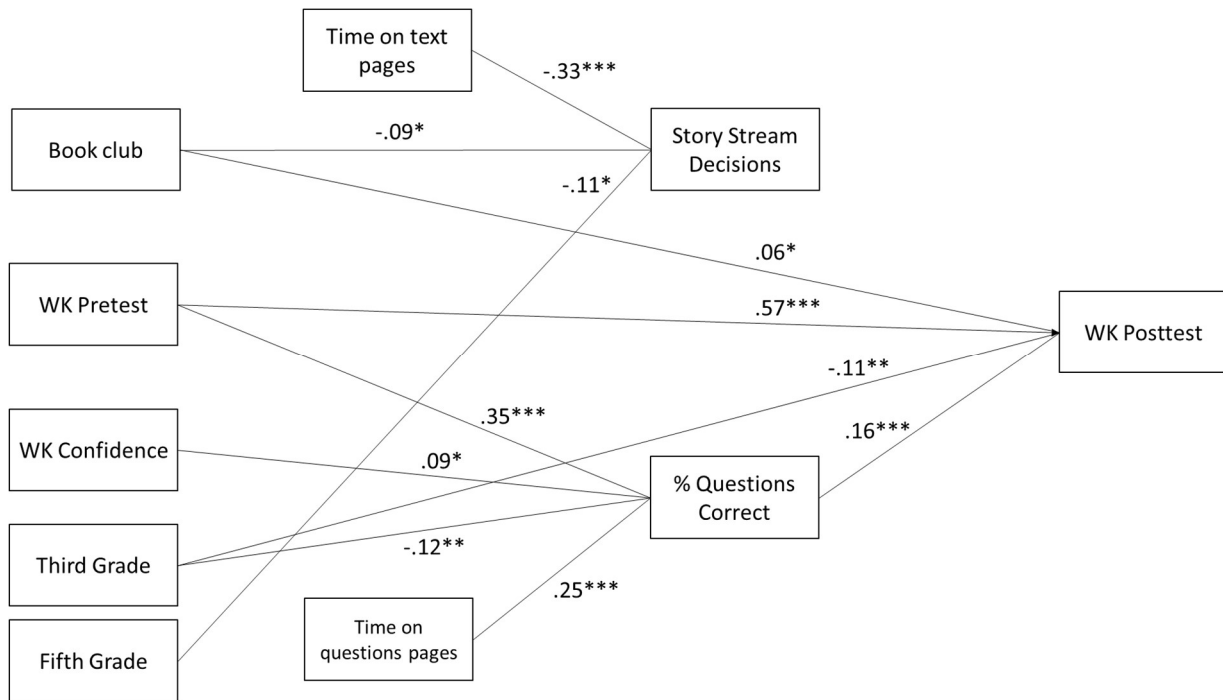 Time on text
pages
-.33***
Book club
-.09*
Story Stream
Decisions
-.11*
.06*
WK Pretest
.57***
WK Posttest
-.11**
WK Confidence
.35***
.16***
.09*
% Questions
Correct
Third Grade
-.12**
.25***
Time on
questions pages
Fifth Grade